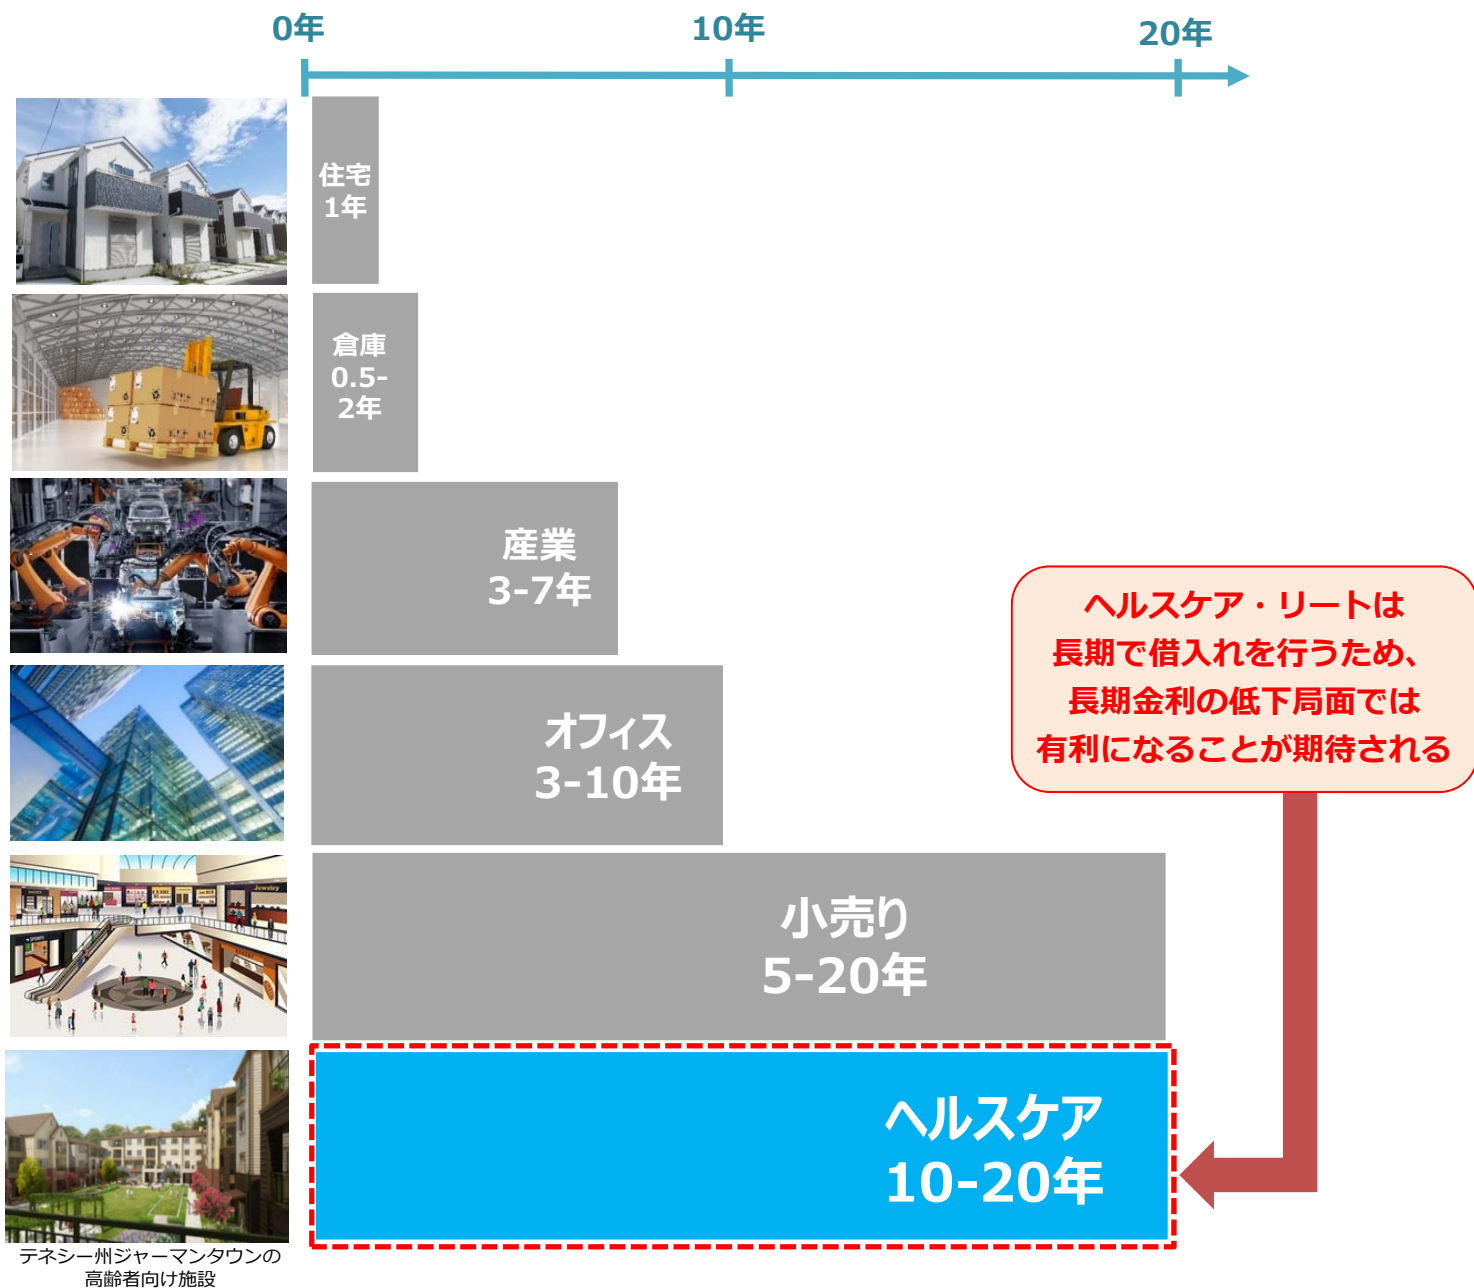 0年
10年
20年
住宅
1年
倉庫
0.5-
2年
産業
3-7年
オフィス
3-10年
小売り
5-20年
ヘルスケア
10-20年
ヘルスケア・リートは
長期で借入れを行うため、
長期金利の低下局面では
有利になることが期待される
Jewelry
SPORTS
テネシー州ジャーマンタウンの
高齢者向け施設